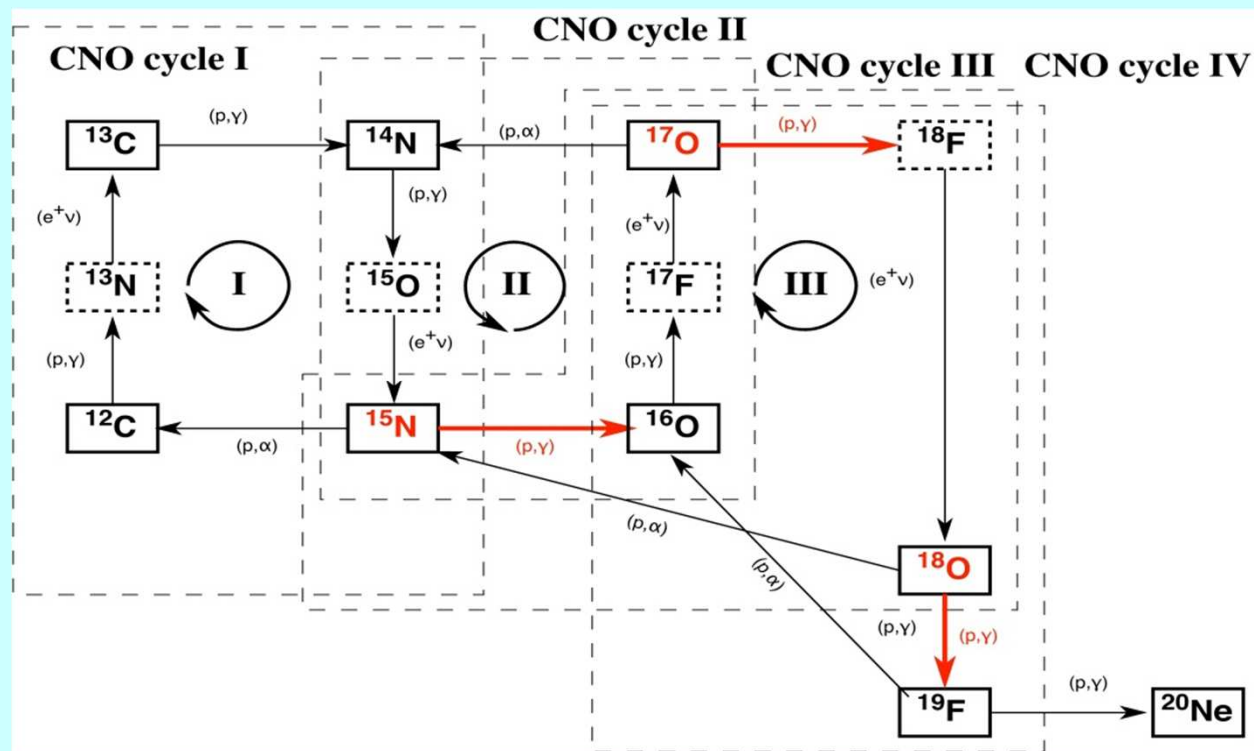 CNO cycle I
CNO cycle II
CNO cycle III
CNO cycle IV
¹³C
(p,γ)
¹⁴N
(p,α)
¹⁷O
(p,γ)
¹⁸F
(e⁺ν)
(p,γ)
(e⁺ν)
¹³N
I
¹⁵O
II
¹⁷F
III
(e⁺ν)
(p,γ)
(e⁺ν)
(p,γ)
¹²C
(p,α)
¹⁵N
(p,γ)
¹⁶O
(p,α)
(p,α)
¹⁸O
(p,γ)
(p,γ)
¹⁹F
(p,γ)
²⁰Ne